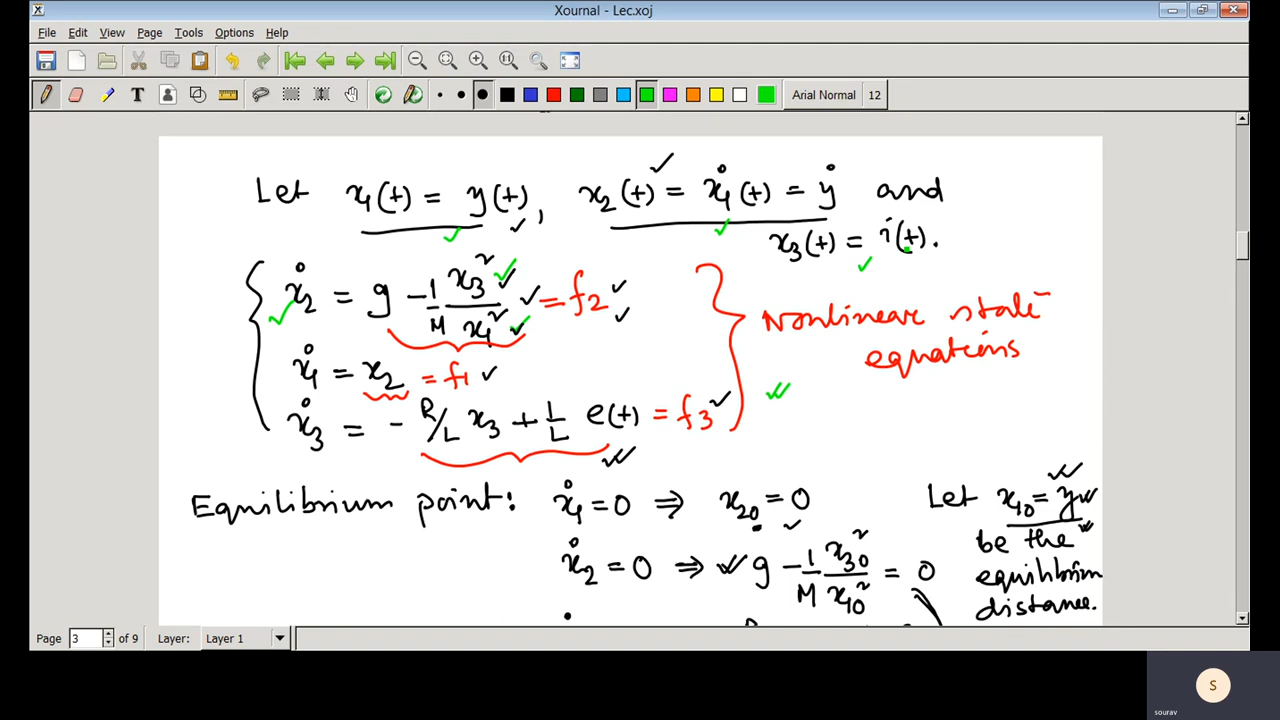 Xournal - Lec.xoj
File Edit View Page Tools Options Help
Arial Normal 12
Let x₁(t) = y(t), x₂(t) = ẋ₁(t) = ẏ and
x₃(t) = i(t).
ẋ₂ = g - 1/M x₃²/x₁² = f₂
Nonlinear state
equations
ẋ₁ = x₂ = f₁
ẋ₃ = - R/L x₃ + 1/L e(t) = f₃
Equilibrium point: ẋ₁ = 0 ⇒ x₂₀ = 0
Let x₁₀ = y
be the
equilibrium
distance.
ẋ₂ = 0 ⇒ g - 1/M x₃₀²/x₁₀² = 0
Page 3 of 9 Layer: Layer 1
S
sourav